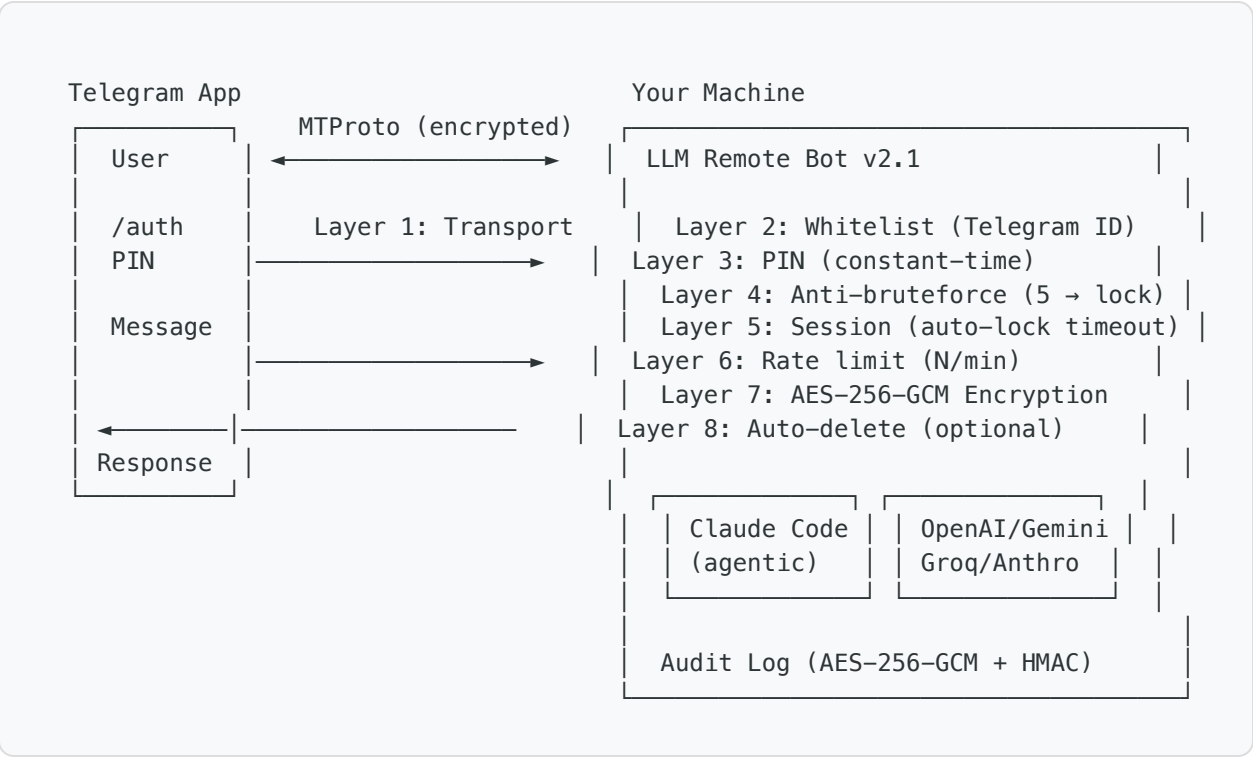 Telegram App Your Machine
MTProto (encrypted)
User LLM Remote Bot v2.1
/auth Layer 1: Transport Layer 2: Whitelist (Telegram ID)
PIN Layer 3: PIN (constant-time)
Layer 4: Anti-bruteforce (5 → lock)
Message Layer 5: Session (auto-lock timeout)
Layer 6: Rate limit (N/min)
Layer 7: AES-256-GCM Encryption
Layer 8: Auto-delete (optional)
Response
Claude Code OpenAI/Gemini
(agentic) Groq/Anthro
Audit Log (AES-256-GCM + HMAC)